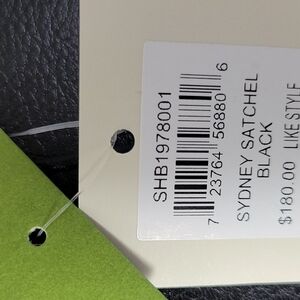 SHB1978001
7 23764 56880 6
SYDNEY SATCHEL
BLACK
$180.00 LIKE STYLE